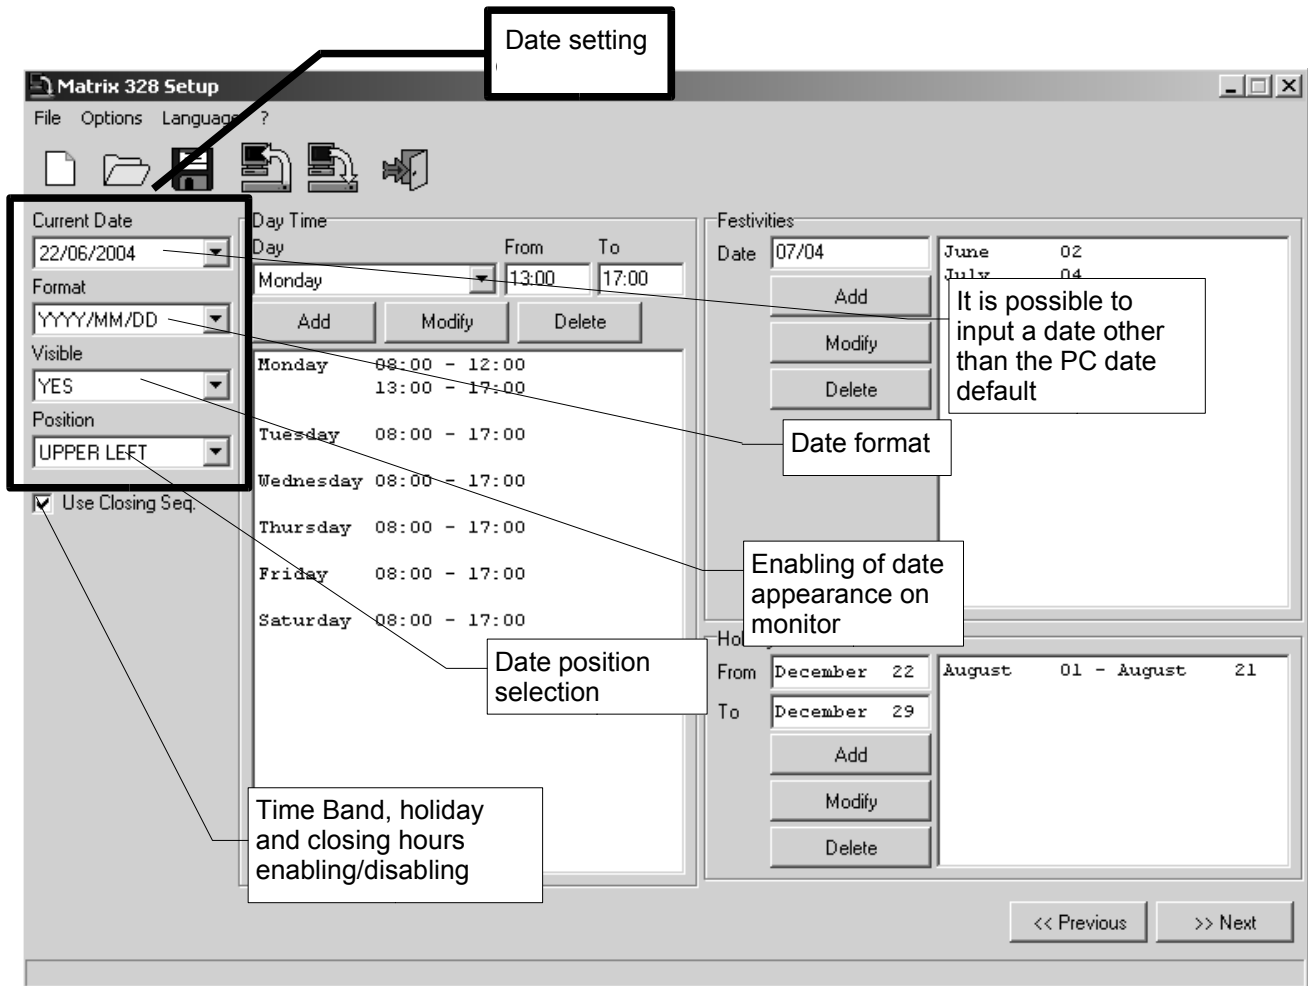 Date setting
Matrix 328 Setup
File Options Language ?
Current Date
22/06/2004
Format
YYYY/MM/DD
Visible
YES
Position
UPPER LEFT
Use Closing Seq.
Day Time
Day From To
Monday 13:00 17:00
Add Modify Delete
Monday 08:00 - 12:00
13:00 - 17:00
Tuesday 08:00 - 17:00
Wednesday 08:00 - 17:00
Thursday 08:00 - 17:00
Friday 08:00 - 17:00
Saturday 08:00 - 17:00
Festivities
Date 07/04
Add
Modify
Delete
June 02
July 04
It is possible to
input a date other
than the PC date
default
Date format
Enabling of date
appearance on
monitor
Date position
selection
Time Band, holiday
and closing hours
enabling/disabling
From December 22
To December 29
Add
Modify
Delete
August 01 - August 21
<< Previous
>> Next